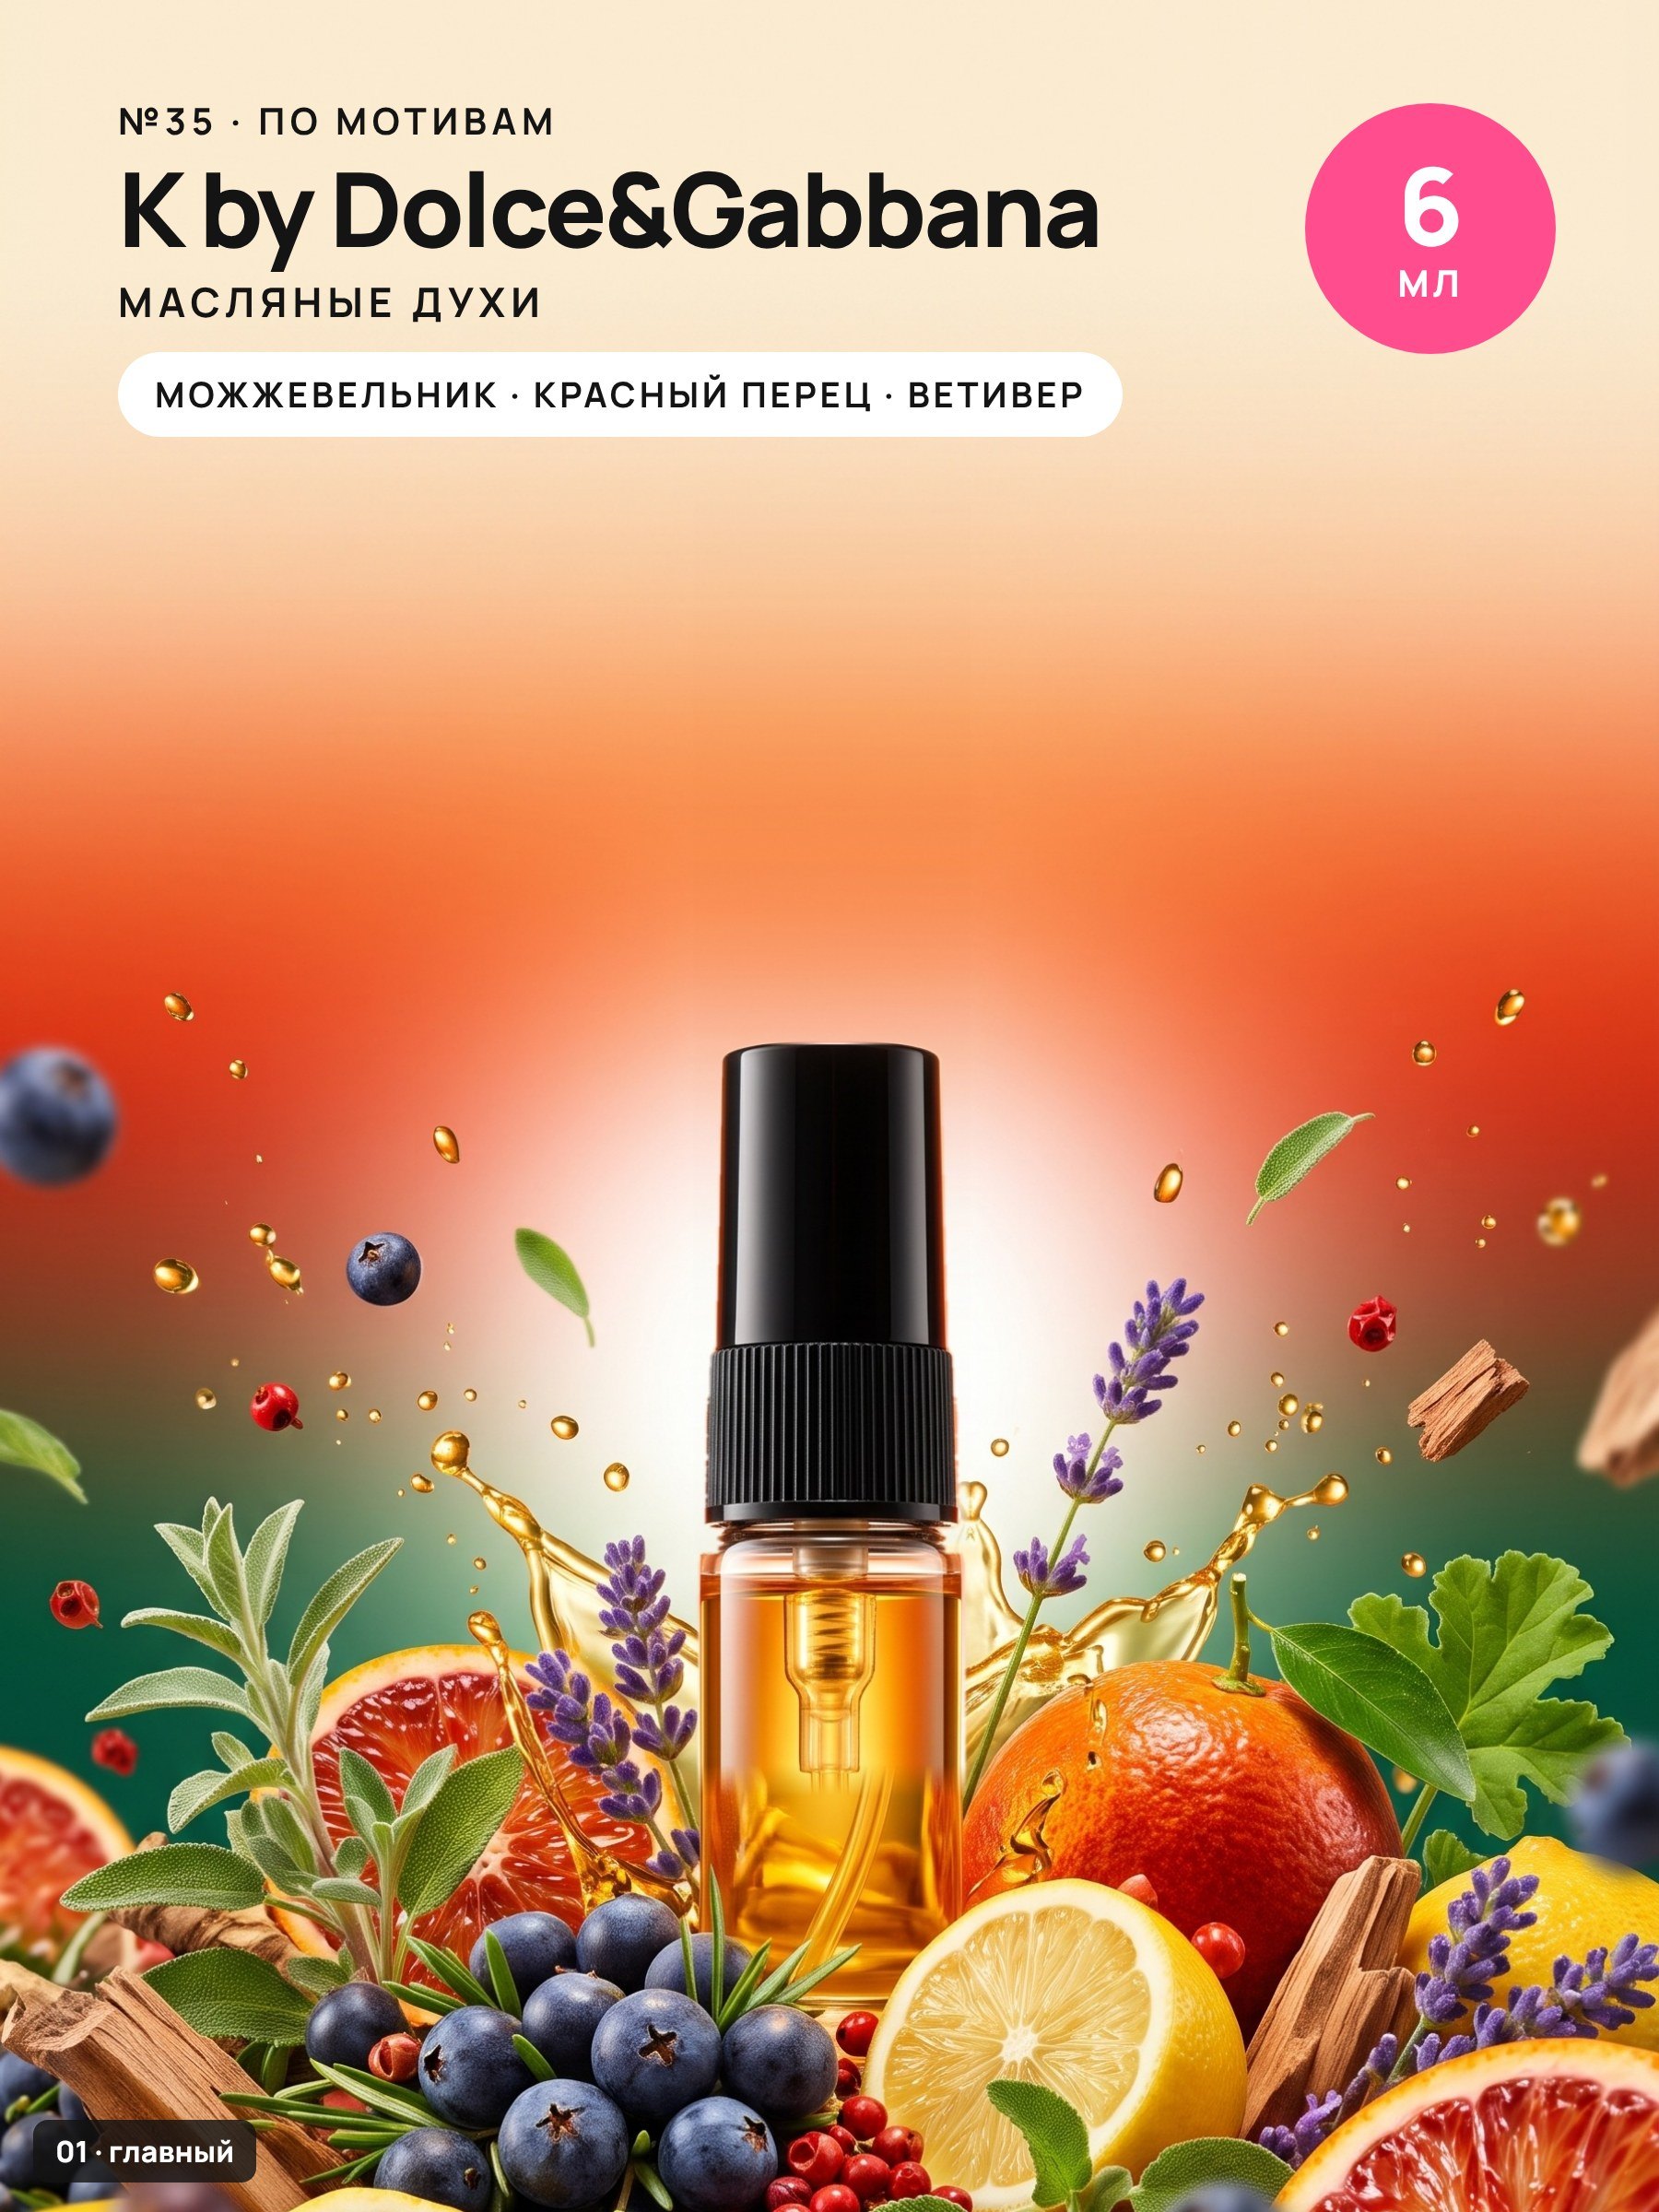 №35 · ПО МОТИВАМ
K by Dolce&Gabbana
МАСЛЯНЫЕ ДУХИ
МОЖЖЕВЕЛЬНИК · КРАСНЫЙ ПЕРЕЦ · ВЕТИВЕР
6
МЛ
01 · главный